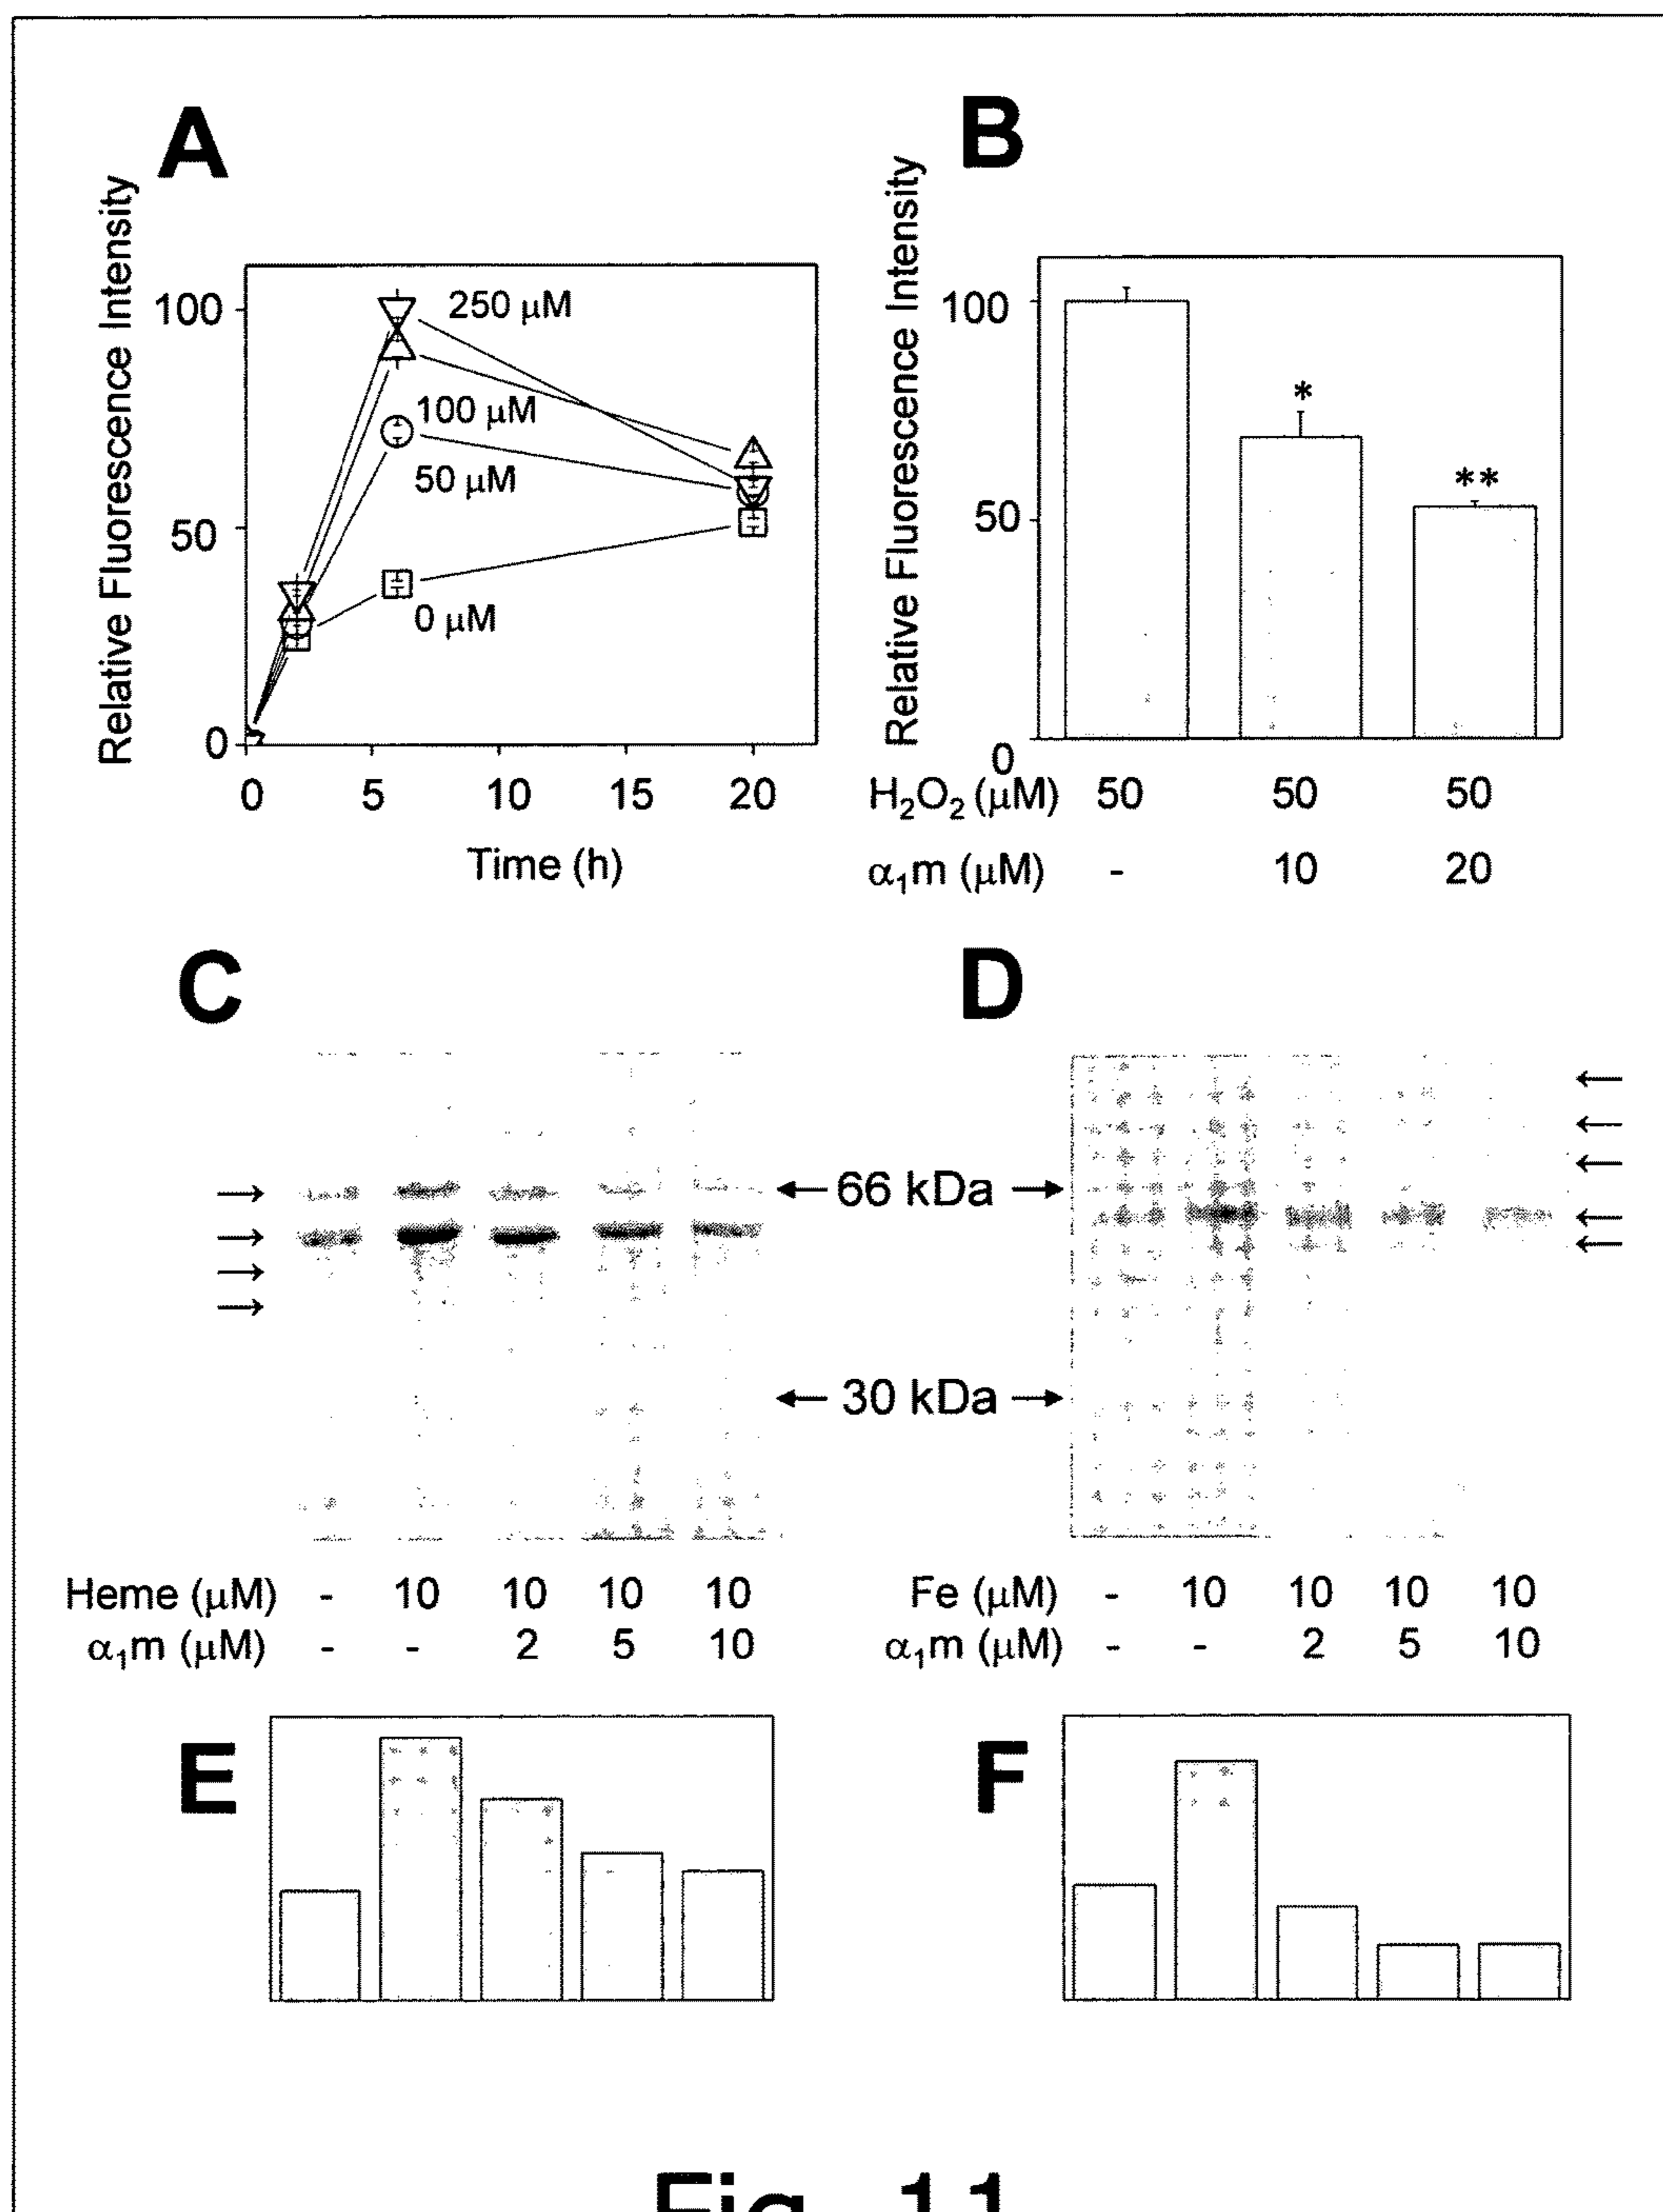 A
Relative Fluorescence Intensity
100
50
0
250 μM
100 μM
50 μM
0 μM
0 5 10 15 20
Time (h)
B
Relative Fluorescence Intensity
100
50
0
*
**
H₂O₂ (μM) 50 50 50
α₁m (μM) - 10 20
C
D
→
→
→
→
← 66 kDa →
← 30 kDa →
←
←
←
←
←
Heme (μM) - 10 10 10 10
α₁m (μM) - - 2 5 10
Fe (μM) - 10 10 10 10
α₁m (μM) - - 2 5 10
E
F
Fig. 11